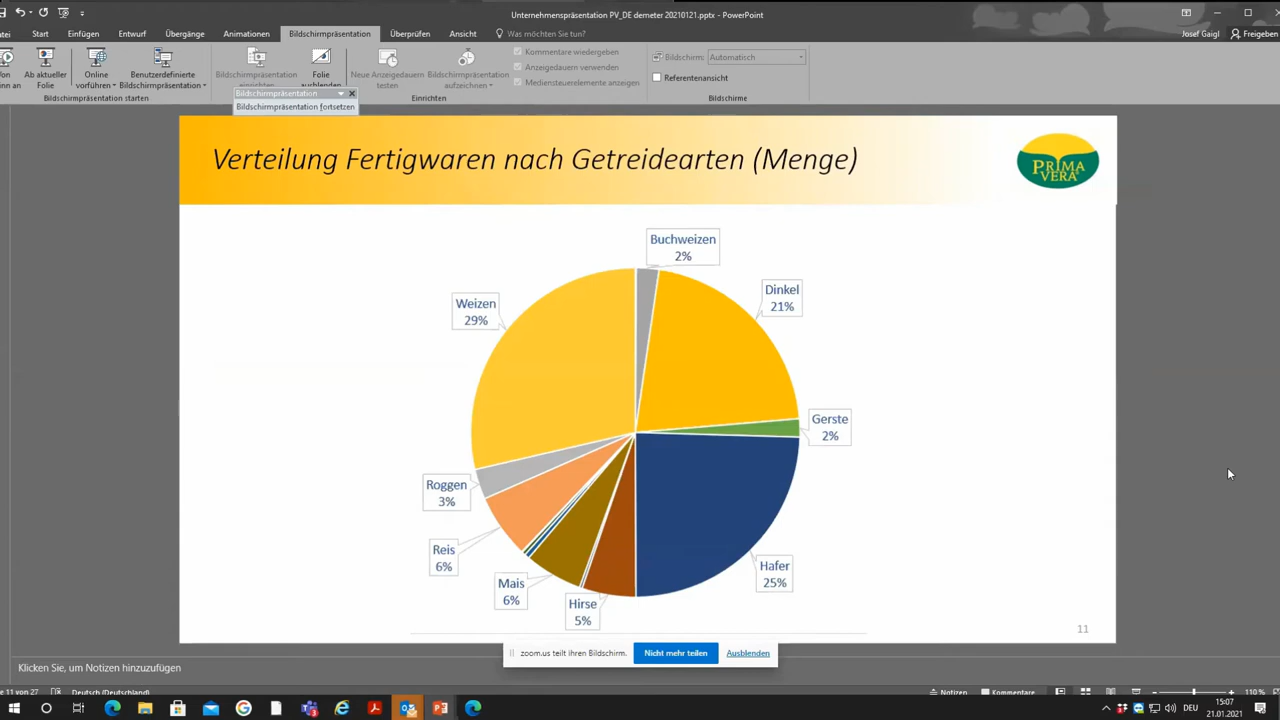 Unternehmenspräsentation PV_DE demeter 20210121.pptx - PowerPoint
Josef Gaigl
Freigeben
Start Einfügen Entwurf Übergänge Animationen Bildschirmpräsentation Überprüfen Ansicht Was möchten Sie tun?
Ab aktueller
Folie
Online
vorführen
Benutzerdefinierte
Bildschirmpräsentation
Bildschirmpräsentation starten
Bildschirmpräsentation
einrichten
Folie
ausblenden
Neue Anzeigedauern
testen
Bildschirmpräsentation
aufzeichnen
Kommentare wiedergeben
Anzeigedauern verwenden
Mediensteuerelemente anzeigen
Einrichten
Bildschirm: Automatisch
Referentenansicht
Bildschirme
Bildschirmpräsentation
Bildschirmpräsentation fortsetzen
Verteilung Fertigwaren nach Getreidearten (Menge)
PRIMA
VERA
Buchweizen
2%
Dinkel
21%
Weizen
29%
Gerste
2%
Roggen
3%
Reis
6%
Mais
6%
Hirse
5%
Hafer
25%
11
zoom.us teilt ihren Bildschirm. Nicht mehr teilen Ausblenden
Klicken Sie, um Notizen hinzuzufügen
11 von 27 Deutsch (Deutschland) Notizen Kommentare 110 %
DEU
15:07
21.01.2021